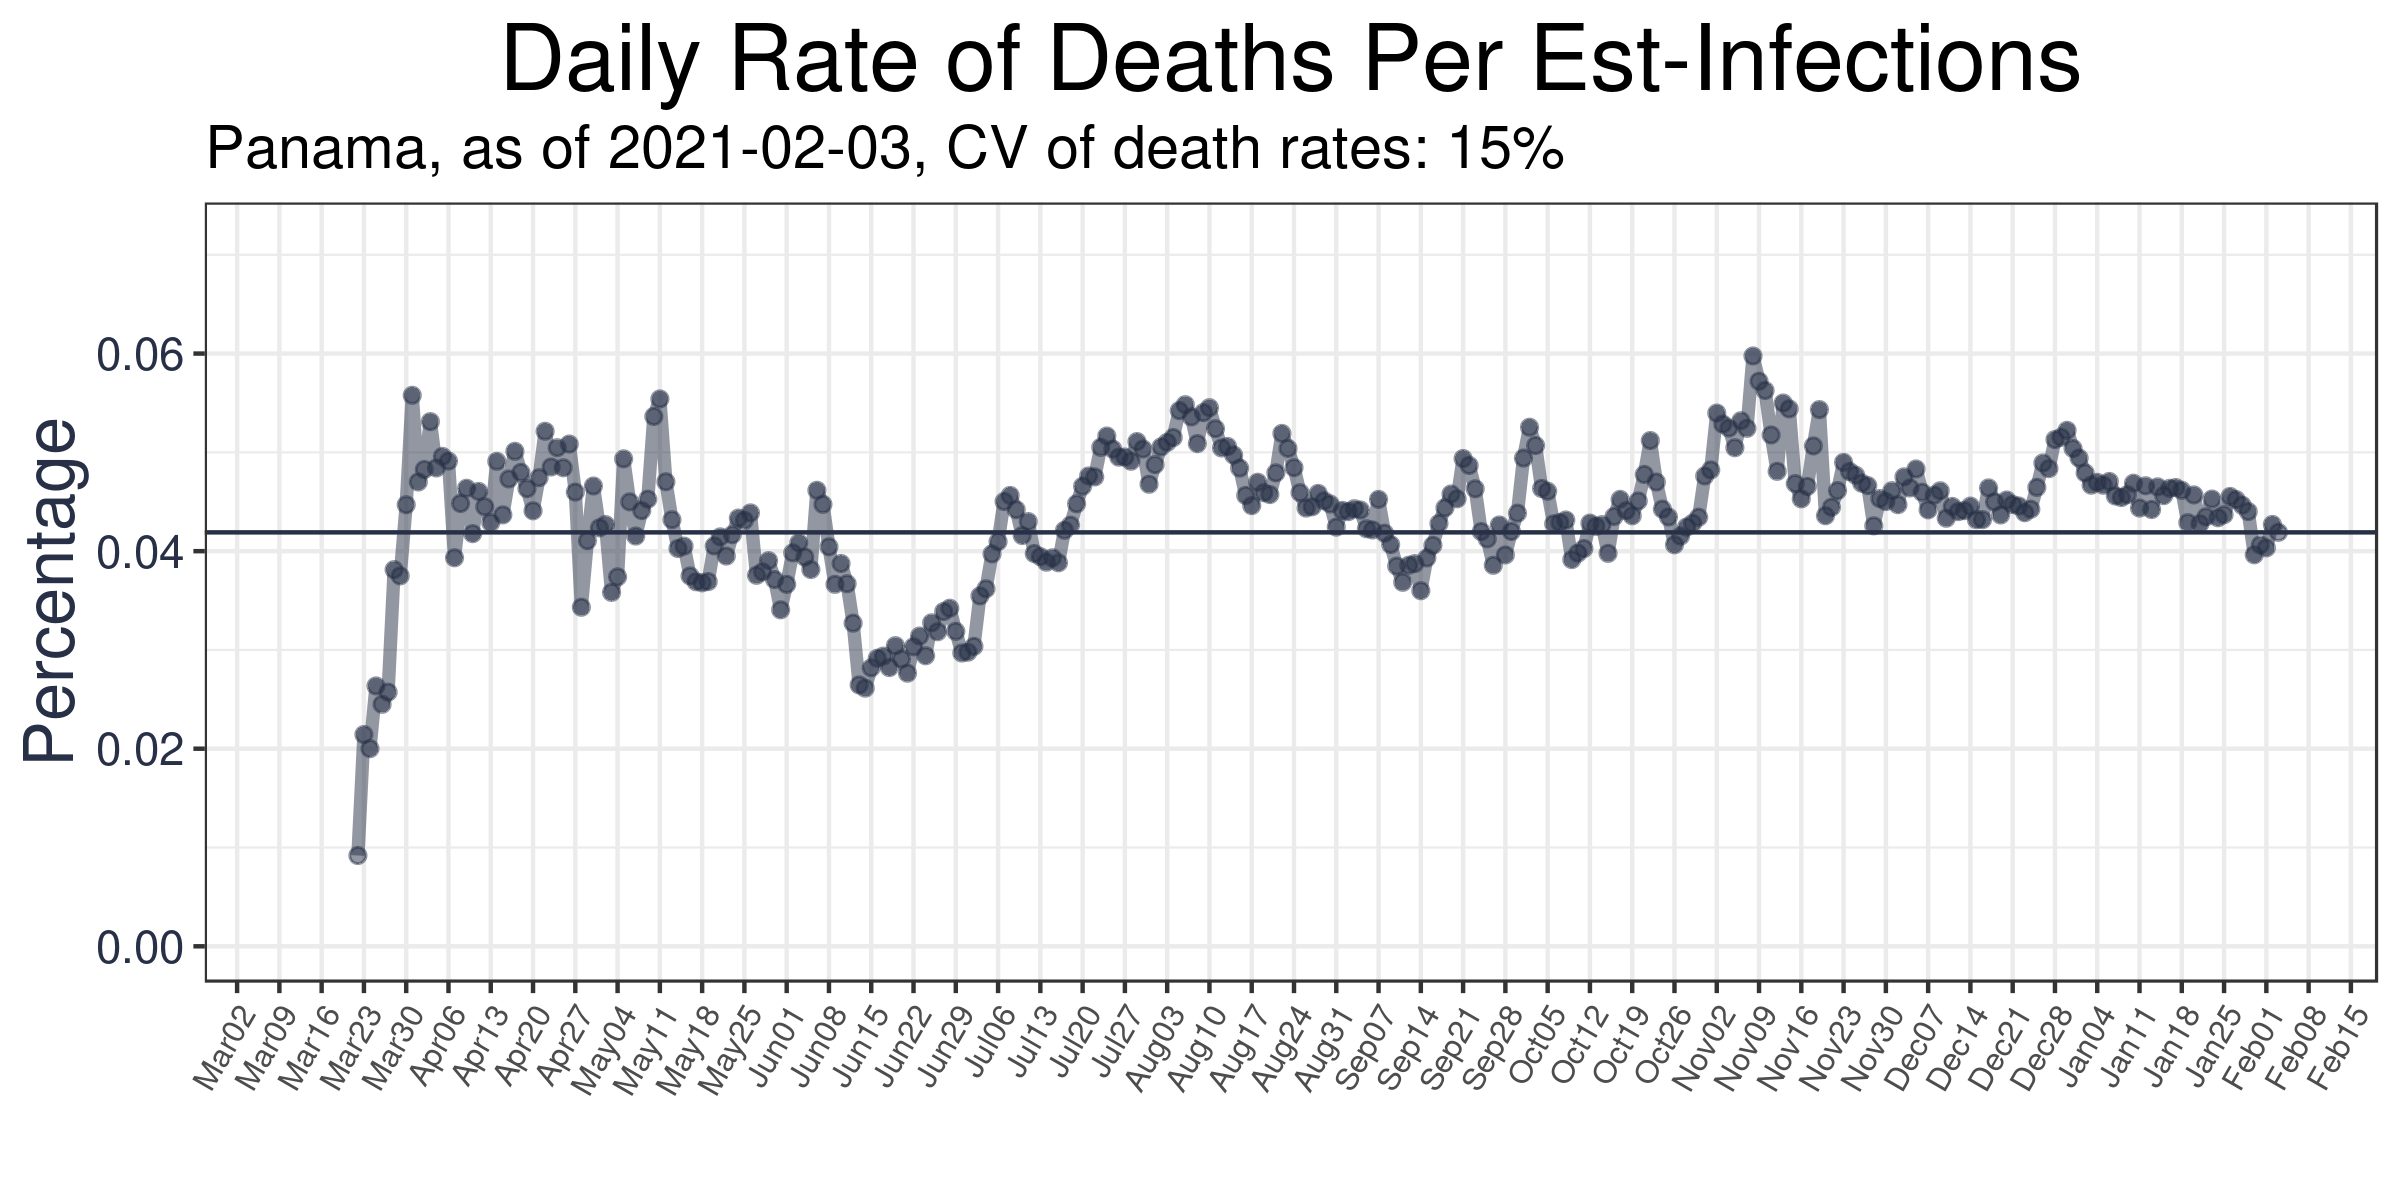 Daily Rate of Deaths Per Est-Infections
Panama, as of 2021-02-03, CV of death rates: 15%
Percentage
0.06
0.04
0.02
0.00
Mar02 Mar09 Mar16 Mar23 Mar30 Apr06 Apr13 Apr20 Apr27 May04 May11 May18 May25 Jun01 Jun08 Jun15 Jun22 Jun29 Jul06 Jul13 Jul20 Jul27 Aug03 Aug10 Aug17 Aug24 Aug31 Sep07 Sep14 Sep21 Sep28 Oct05 Oct12 Oct19 Oct26 Nov02 Nov09 Nov16 Nov23 Nov30 Dec07 Dec14 Dec21 Dec28 Jan04 Jan11 Jan18 Jan25 Feb01 Feb08 Feb15